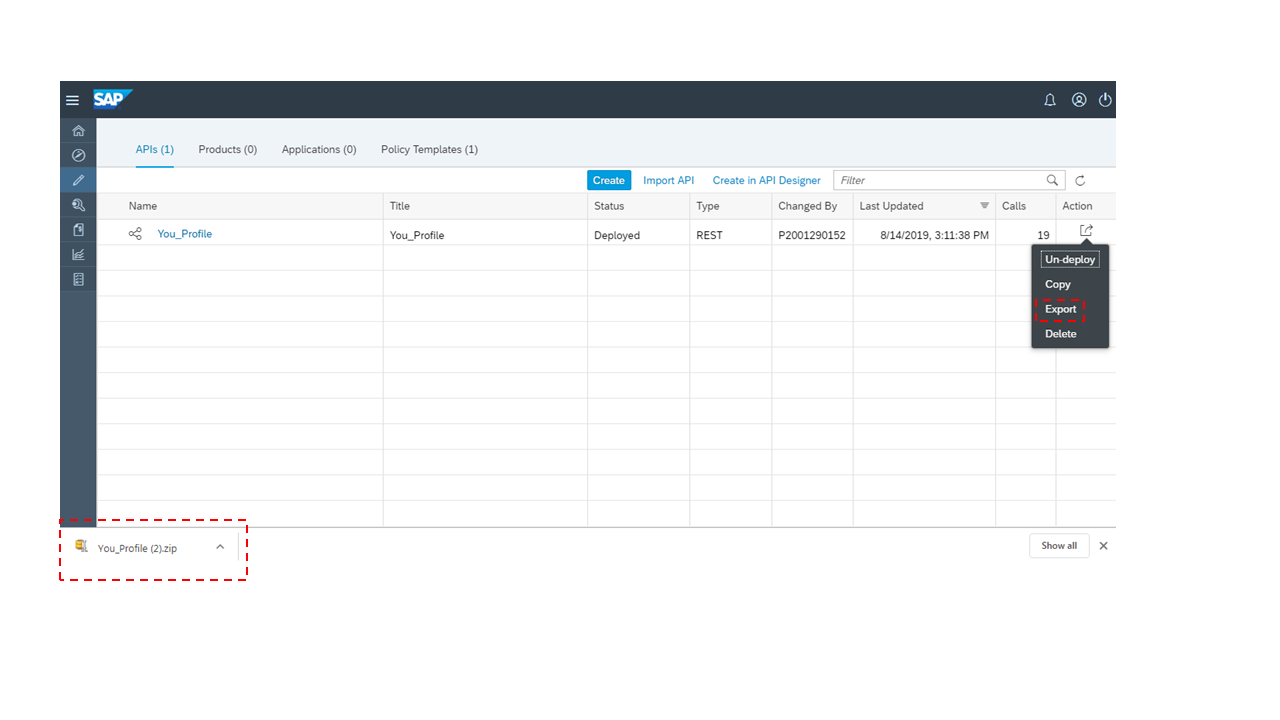 SAP
APIs (1) Products (0) Applications (0) Policy Templates (1)
Create Import API Create in API Designer Filter
Name Title Status Type Changed By Last Updated Calls Action
You_Profile You_Profile Deployed REST P2001290152 8/14/2019, 3:11:38 PM 19
Un-deploy
Copy
Export
Delete
You_Profile (2).zip Show all